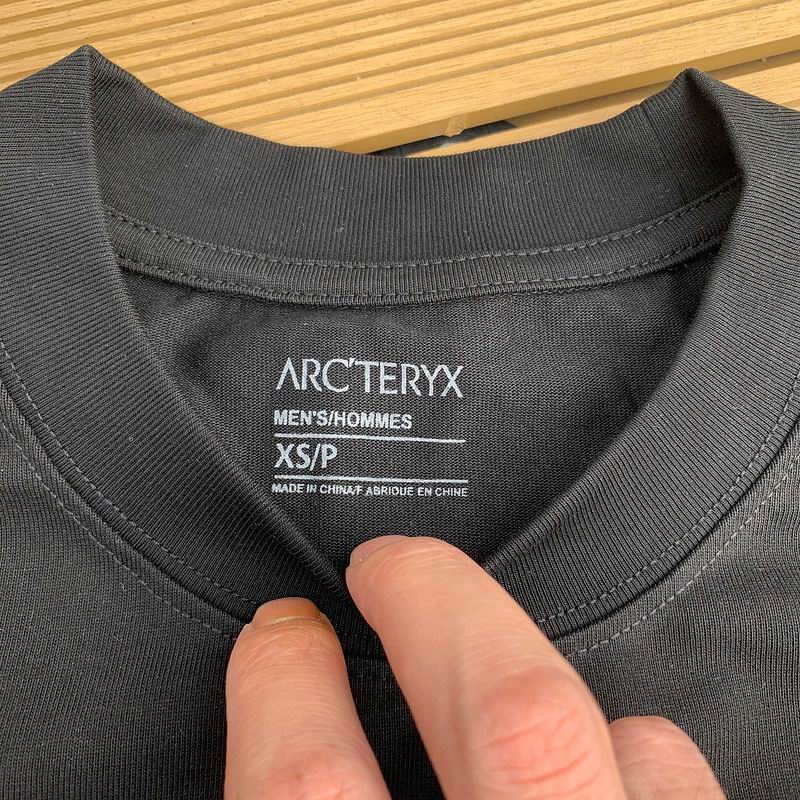 ARC'TERYX
MEN'S/HOMMES
XS/P
MADE IN CHINA/F ABRIQUE EN CHINE